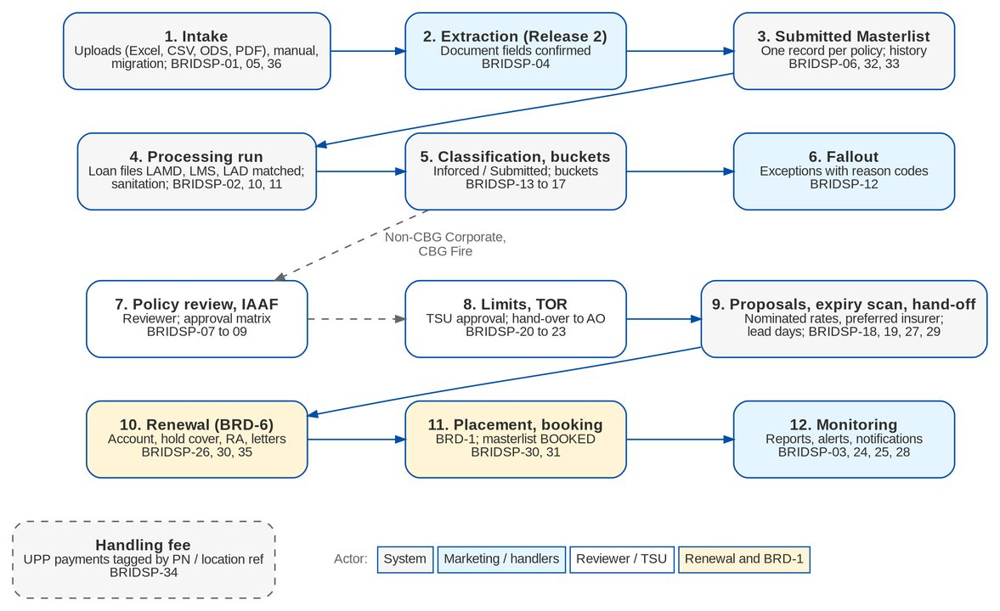 1. Intake
Uploads (Excel, CSV, ODS, PDF), manual,
migration; BRIDSP-01, 05, 36
2. Extraction (Release 2)
Document fields confirmed
BRIDSP-04
3. Submitted Masterlist
One record per policy; history
BRIDSP-06, 32, 33
4. Processing run
Loan files LAMD, LMS, LAD matched;
sanitation; BRIDSP-02, 10, 11
5. Classification, buckets
Inforced / Submitted; buckets
BRIDSP-13 to 17
6. Fallout
Exceptions with reason codes
BRIDSP-12
Non-CBG Corporate,
CBG Fire
7. Policy review, IAAF
Reviewer; approval matrix
BRIDSP-07 to 09
8. Limits, TOR
TSU approval; hand-over to AO
BRIDSP-20 to 23
9. Proposals, expiry scan, hand-off
Nominated rates, preferred insurer;
lead days; BRIDSP-18, 19, 27, 29
10. Renewal (BRD-6)
Account, hold cover, RA, letters
BRIDSP-26, 30, 35
11. Placement, booking
BRD-1; masterlist BOOKED
BRIDSP-30, 31
12. Monitoring
Reports, alerts, notifications
BRIDSP-03, 24, 25, 28
Handling fee
UPP payments tagged by PN / location ref
BRIDSP-34
Actor:
System
Marketing / handlers
Reviewer / TSU
Renewal and BRD-1